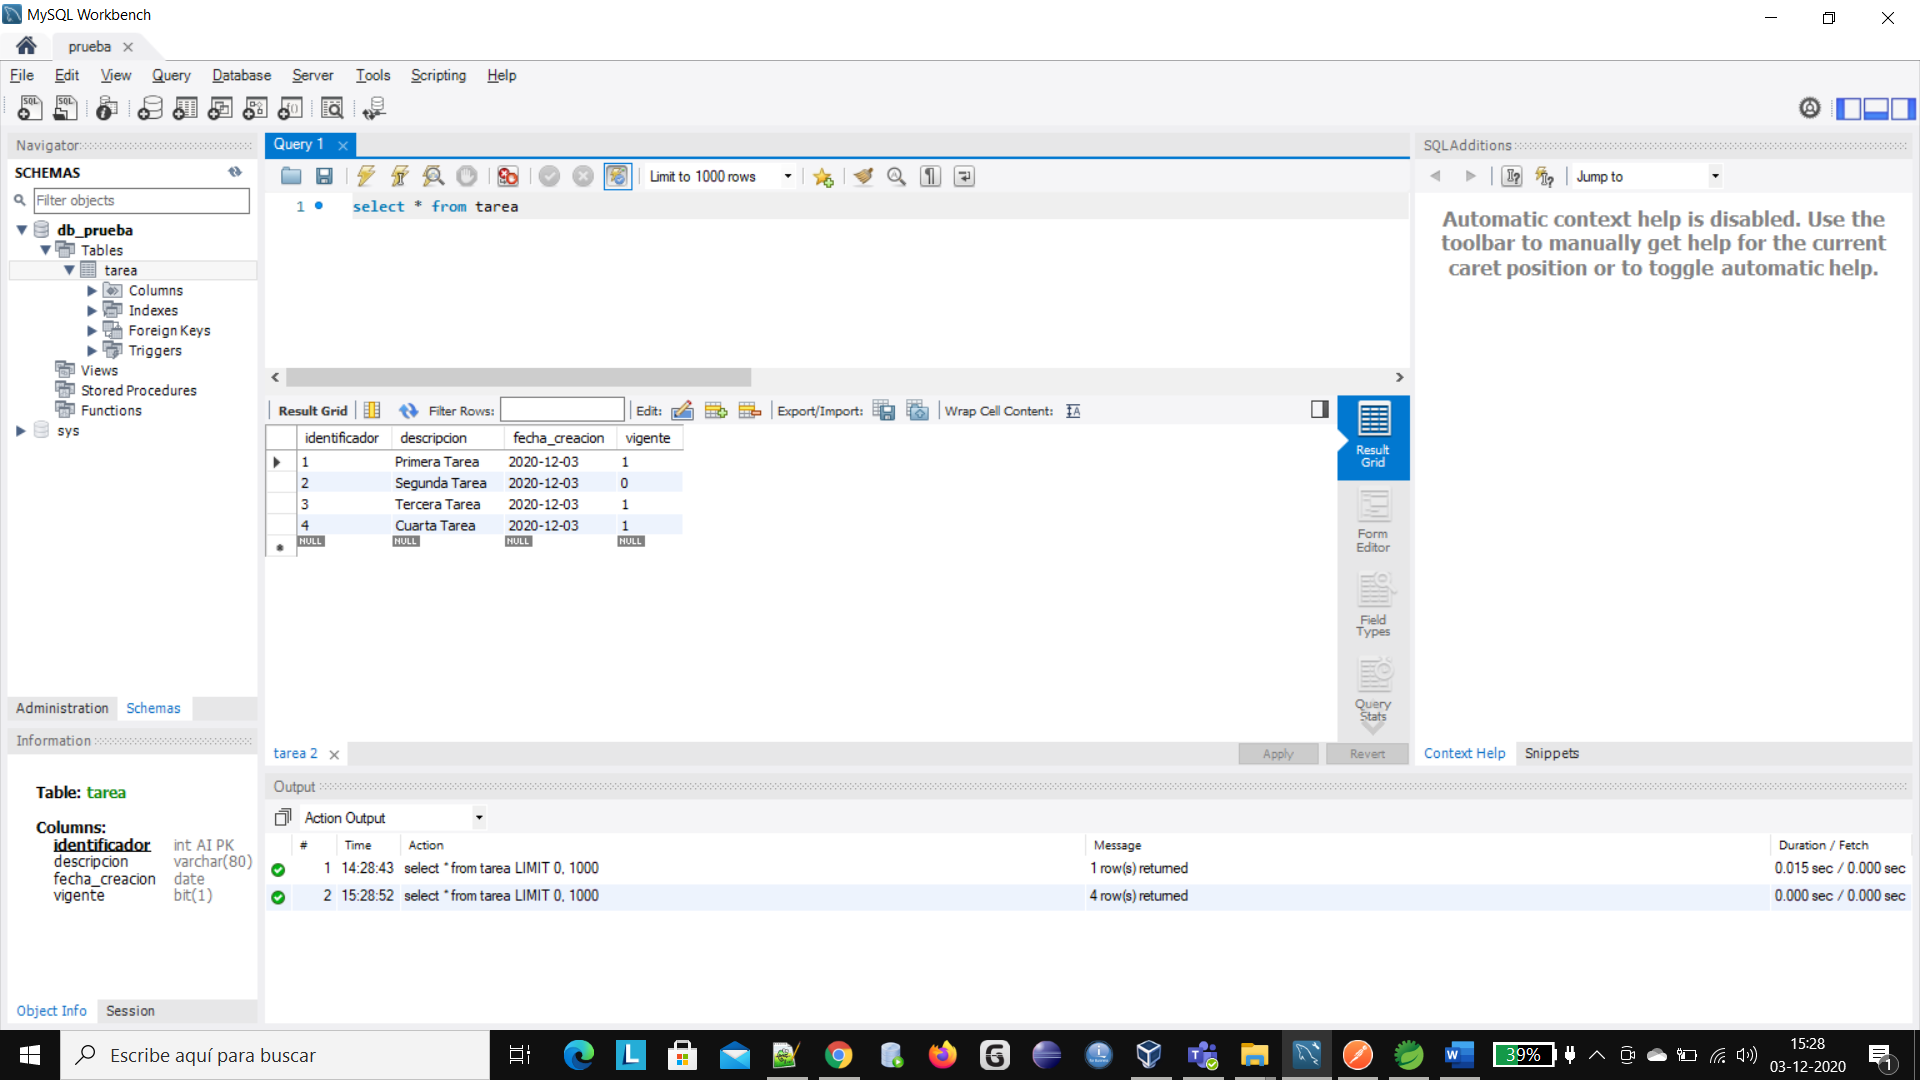 MySQL Workbench
prueba
File Edit View Query Database Server Tools Scripting Help
Navigator
SCHEMAS
Filter objects
db_prueba
Tables
tarea
Columns
Indexes
Foreign Keys
Triggers
Views
Stored Procedures
Functions
sys
Administration Schemas
Information
Table: tarea
Columns:
identificador int AI PK
descripcion varchar(80)
fecha_creacion date
vigente bit(1)
Object Info Session
Query 1
Limit to 1000 rows
1 select * from tarea
Result Grid Filter Rows: Edit: Export/Import: Wrap Cell Content:
identificador descripcion fecha_creacion vigente
1 Primera Tarea 2020-12-03 1
2 Segunda Tarea 2020-12-03 0
3 Tercera Tarea 2020-12-03 1
4 Cuarta Tarea 2020-12-03 1
NULL NULL NULL NULL
Result
Grid
Form
Editor
Field
Types
Query
Stats
tarea 2
Apply Revert
SQLAdditions
Jump to
Automatic context help is disabled. Use the
toolbar to manually get help for the current
caret position or to toggle automatic help.
Context Help Snippets
Output
Action Output
# Time Action Message Duration / Fetch
1 14:28:43 select * from tarea LIMIT 0, 1000 1 row(s) returned 0.015 sec / 0.000 sec
2 15:28:52 select * from tarea LIMIT 0, 1000 4 row(s) returned 0.000 sec / 0.000 sec
Escribe aquí para buscar
39%
15:28
03-12-2020
1